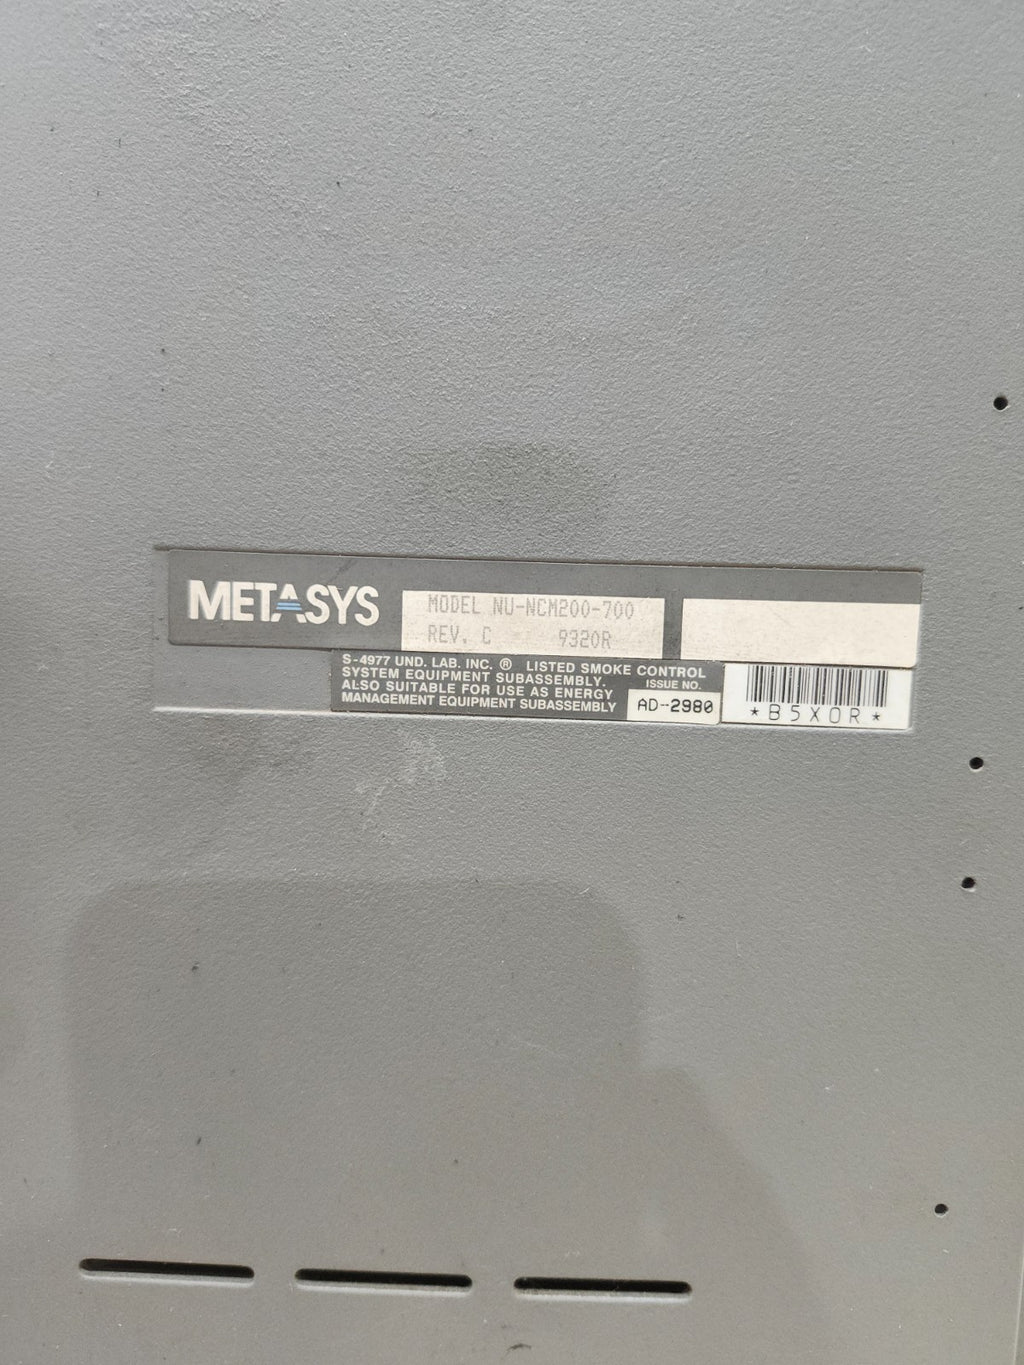 METASYS
MODEL NU-NCM200-700
REV. C 9320R
S-4977 UND. LAB. INC. ® LISTED SMOKE CONTROL
SYSTEM EQUIPMENT SUBASSEMBLY.
ALSO SUITABLE FOR USE AS ENERGY
MANAGEMENT EQUIPMENT SUBASSEMBLY
ISSUE NO.
AD-2980
*B5X0R*